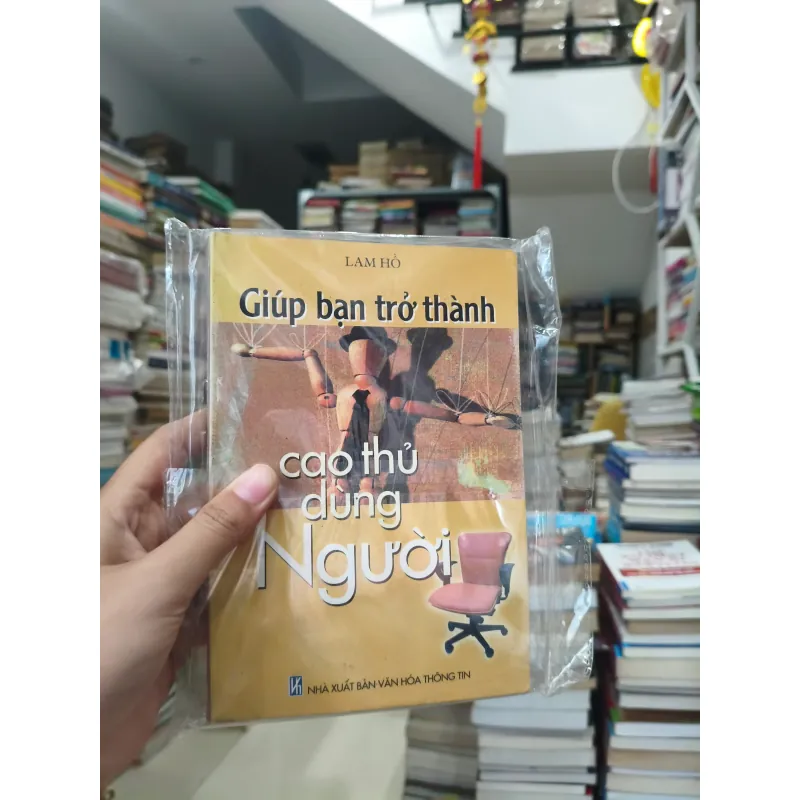 LAM HỒ
Giúp bạn trở thành
cao thủ
dùng
Người
NHÀ XUẤT BẢN VĂN HÓA THÔNG TIN